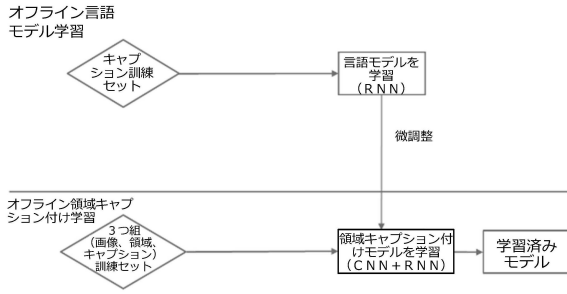 オフライン言語
モデル学習
キャプ
ション訓練
セット
言語モデルを
学習
（ＲＮＮ）
微調整
オフライン領域キャプ
ション付け学習
３つ組
（画像、領域、
キャプション）
訓練セット
領域キャプション付
けモデルを学習
（ＣＮＮ＋ＲＮＮ）
学習済み
モデル